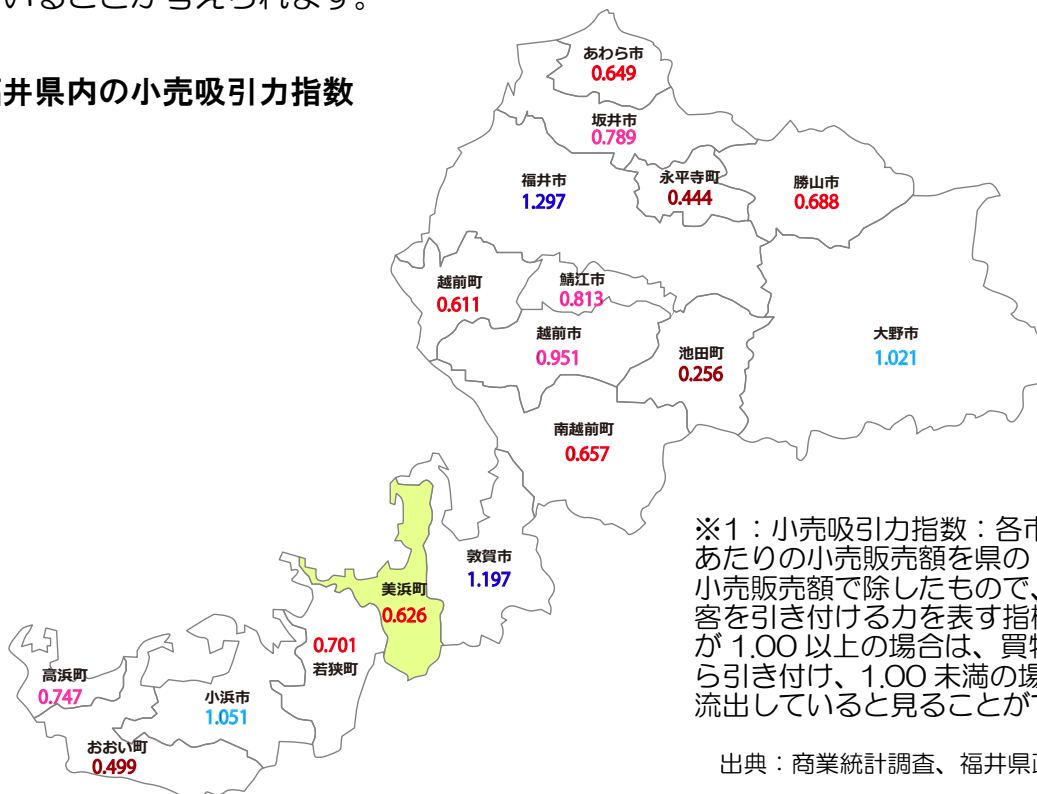 いることが考えられます。
井県内の小売吸引力指数
あわら市
0.649
坂井市
0.789
福井市
1.297
永平寺町
0.444
勝山市
0.688
越前町
0.611
鯖江市
0.813
越前市
0.951
池田町
0.256
大野市
1.021
南越前町
0.657
敦賀市
1.197
美浜町
0.626
0.701
若狭町
高浜町
0.747
小浜市
1.051
おおい町
0.499
※1：小売吸引力指数：各市
あたりの小売販売額を県の
小売販売額で除したもので、
客を引き付ける力を表す指
が 1.00 以上の場合は、買
ら引き付け、1.00 未満の場
流出していると見ることが
出典：商業統計調査、福井県